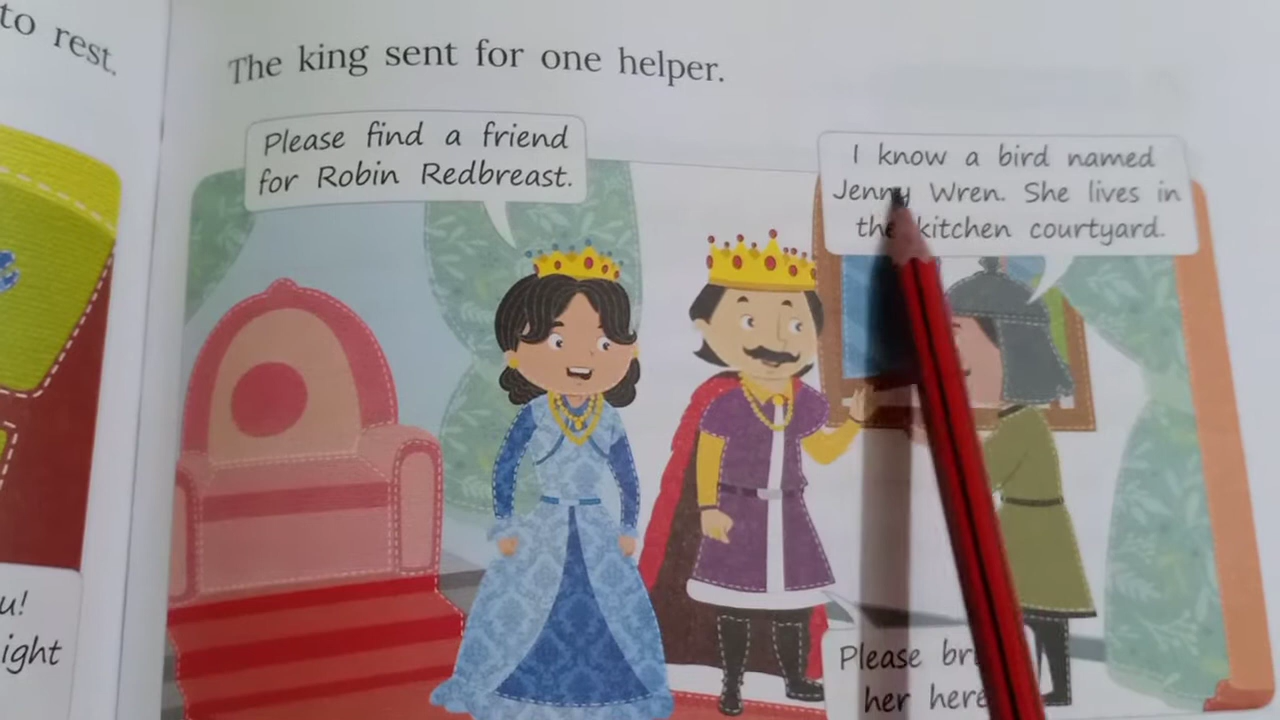 to rest.
The king sent for one helper.
Please find a friend
for Robin Redbreast.
I know a bird named
Jenny Wren. She lives in
the kitchen courtyard.
Please
her here
u!
ight